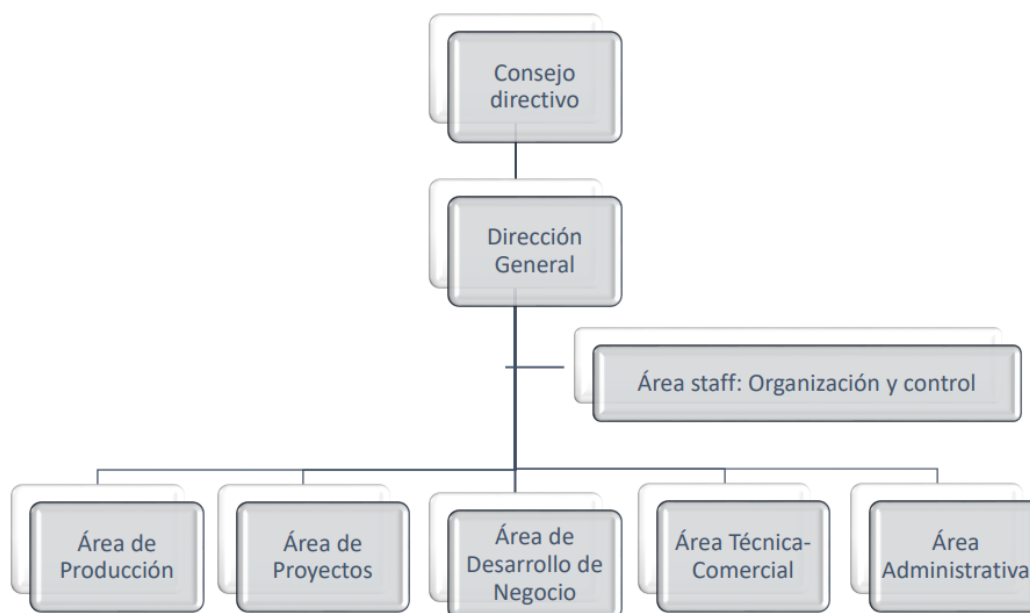 Consejo
directivo
Dirección
General
Área staff: Organización y control
Área de
Producción
Área de
Proyectos
Área de
Desarrollo de
Negocio
Área Técnica-
Comercial
Área
Administrativa